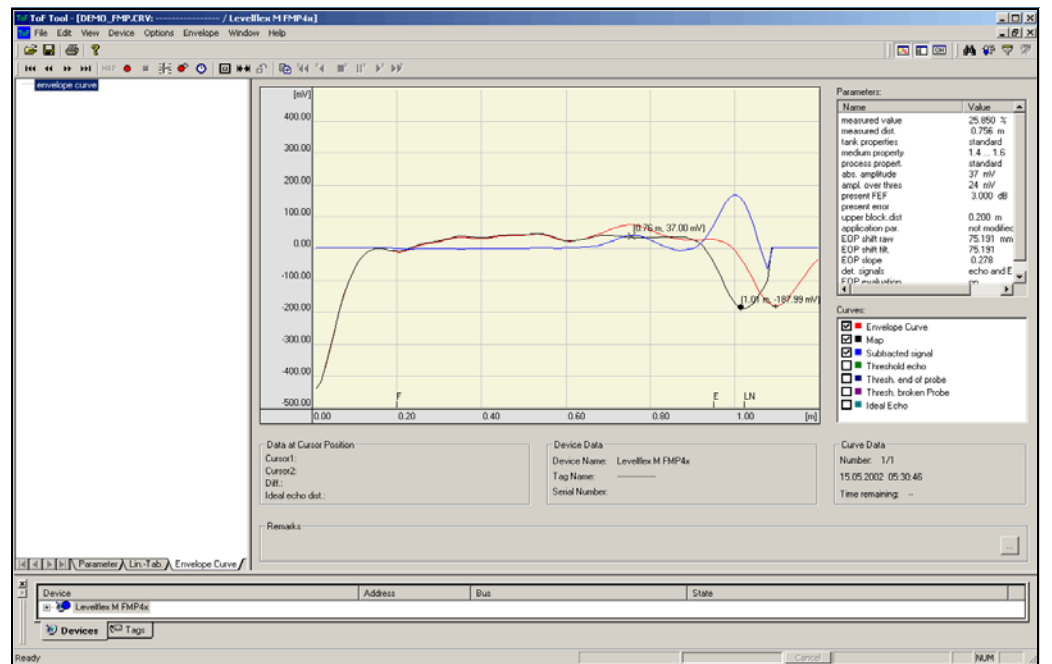 ToF Tool - [DEMO_FMP.CRV: ---------------- / Levelflex M FMP4x]
File Edit View Device Options Envelope Window Help
MAP
envelope curve
[mV]
400.00
300.00
200.00
100.00
0.00
-100.00
-200.00
-300.00
-400.00
-500.00
(0.76 m, 37.00 mV)
(1.01 m, -187.99 mV)
F E LN
0.00 0.20 0.40 0.60 0.80 1.00 [m]
Parameters:
Name Value
measured value 25.850 %
measured dist. 0.756 m
tank properties standard
medium property 1.4 ... 1.6
process propert. standard
abs. amplitude 37 mV
ampl. over thres 24 mV
present FEF 3.000 dB
present error
upper block.dist 0.200 m
application par. not modified
EOP shift raw 75.191 mm
EOP shift filt. 75.191
EOP slope 0.278
det. signals echo and E
EOP evaluation on
Curves:
Envelope Curve
Map
Subtracted signal
Threshold echo
Thresh. end of probe
Thresh. broken Probe
Ideal Echo
Data at Cursor Position
Cursor1:
Cursor2:
Diff.:
Ideal echo dist.:
Device Data
Device Name: Levelflex M FMP4x
Tag Name: ----------------
Serial Number:
Curve Data
Number: 1/1
15.05.2002 05:30:46
Time remaining: --
Remarks
...
Parameter Lin.-Tab. Envelope Curve
Device Address Bus State
Levelflex M FMP4x
Devices Tags
Ready Cancel NUM